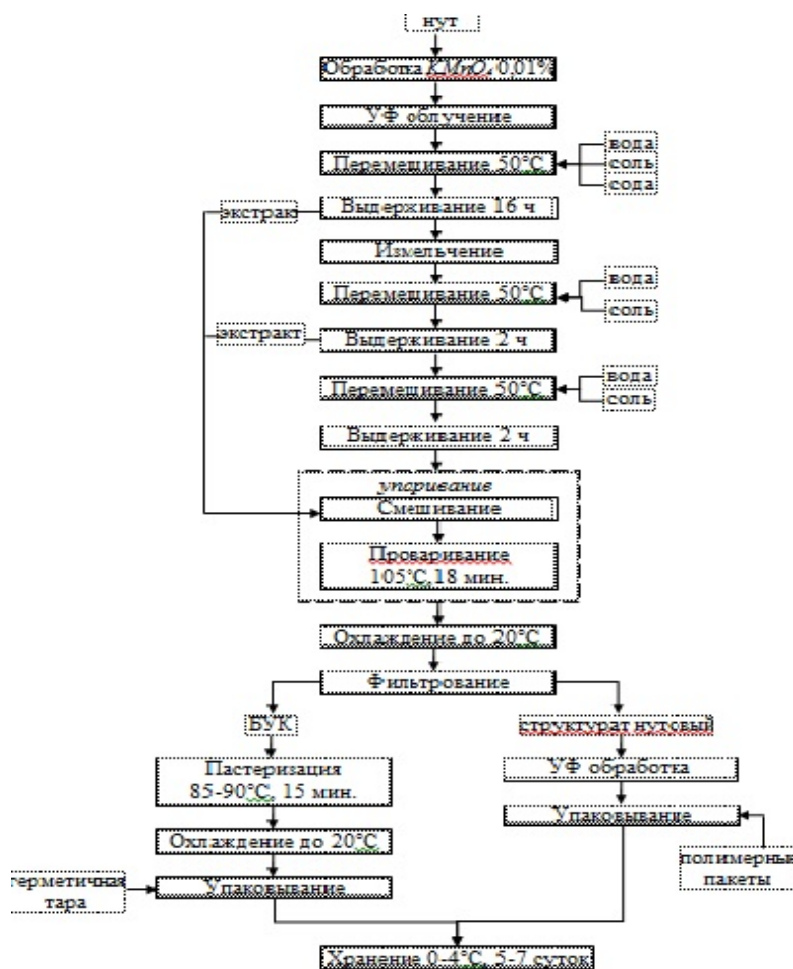 нут
Обработка KMnO₄ 0,01%
УФ облучение
Перемешивание 50°С
вода
соль
сода
экстрак
Выдерживание 16 ч
Измельчение
Перемешивание 50°С
вода
соль
экстракт
Выдерживание 2 ч
Перемешивание 50°С
вода
соль
Выдерживание 2 ч
упаривание
Смешивание
Проваривание
105°С, 18 мин.
Охлаждение до 20°С
Фильтрование
БУК
структурат нутовый
Пастеризация
85-90°С, 15 мин.
УФ обработка
Упаковывание
Охлаждение до 20°С
полимерные
пакеты
герметичная
тара
Упаковывание
Хранение 0-4°С, 5-7 суток